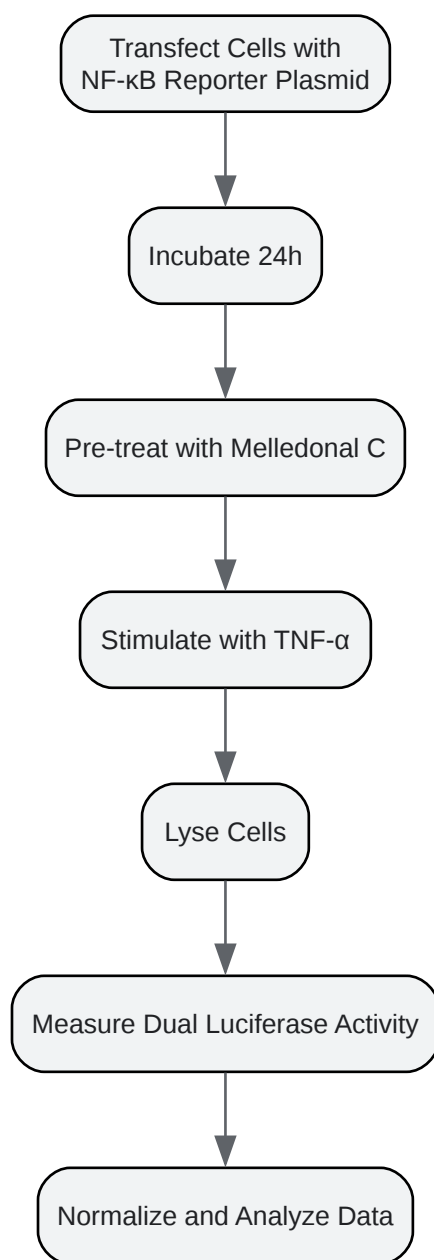 Transfect Cells with
NF-κB Reporter Plasmid
Incubate 24h
Pre-treat with Melledonal C
Stimulate with TNF-α
Lyse Cells
Measure Dual Luciferase Activity
Normalize and Analyze Data